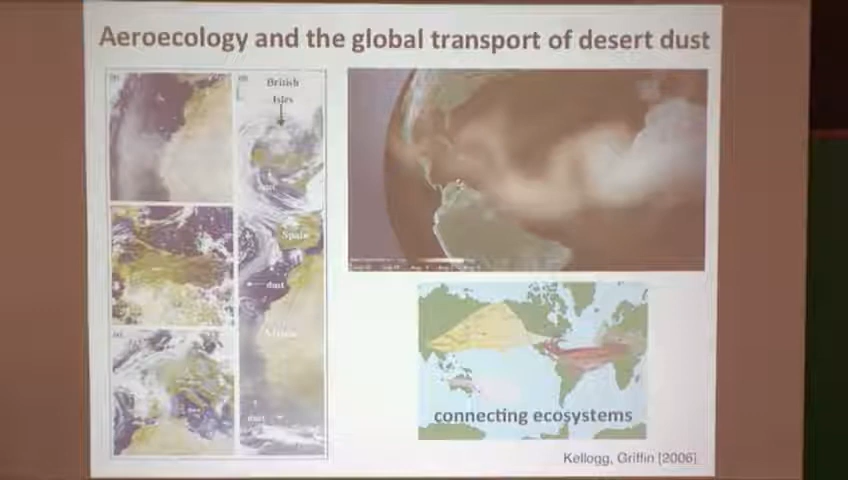 Aeroecology and the global transport of desert dust
British
Isles
Spain
dust
Africa
dust
connecting ecosystems
Kellogg, Griffin [2006]